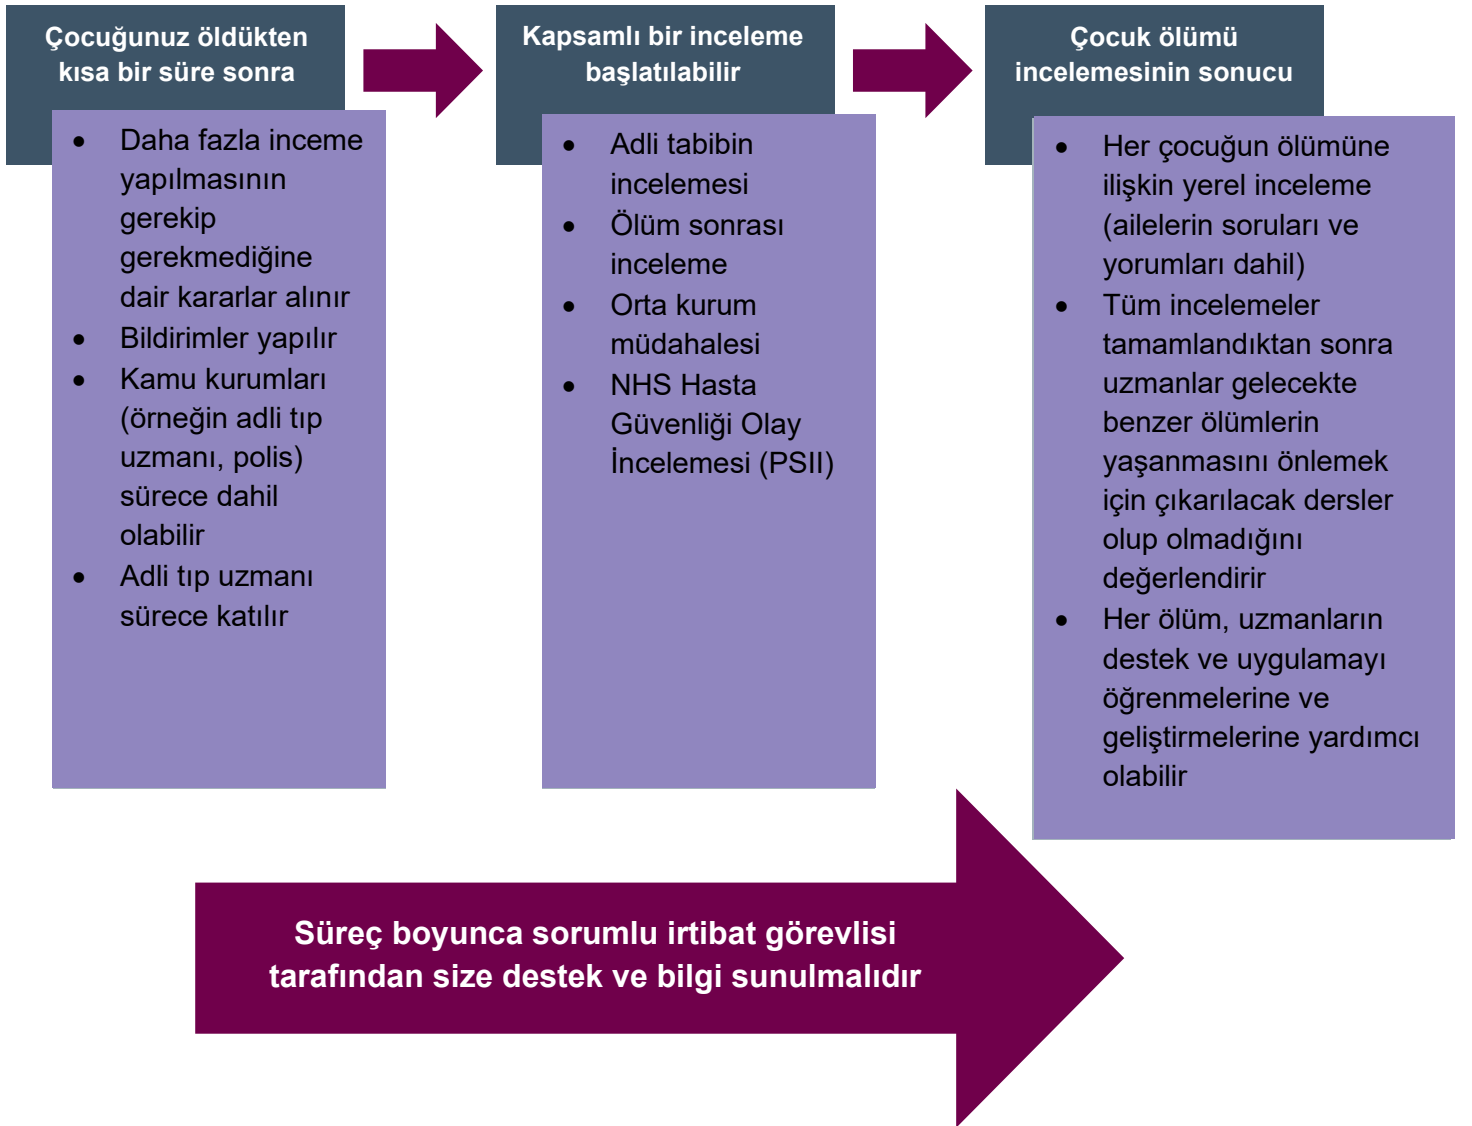 Çocuğunuz öldükten
kısa bir süre sonra
• Daha fazla inceme
yapılmasının
gerekip
gerekmediğine
dair kararlar alınır
• Bildirimler yapılır
• Kamu kurumları
(örneğin adli tıp
uzmanı, polis)
sürece dahil
olabilir
• Adli tıp uzmanı
sürece katılır
Kapsamlı bir inceleme
başlatılabilir
• Adli tabibin
incelemesi
• Ölüm sonrası
inceleme
• Orta kurum
müdahalesi
• NHS Hasta
Güvenliği Olay
İncelemesi (PSII)
Çocuk ölümü
incelemesinin sonucu
• Her çocuğun ölümüne
ilişkin yerel inceleme
(ailelerin soruları ve
yorumları dahil)
• Tüm incelemeler
tamamlandıktan sonra
uzmanlar gelecekte
benzer ölümlerin
yaşanmasını önlemek
için çıkarılacak dersler
olup olmadığını
değerlendirir
• Her ölüm, uzmanların
destek ve uygulamayı
öğrenmelerine ve
geliştirmelerine yardımcı
olabilir
Süreç boyunca sorumlu irtibat görevlisi
tarafından size destek ve bilgi sunulmalıdır